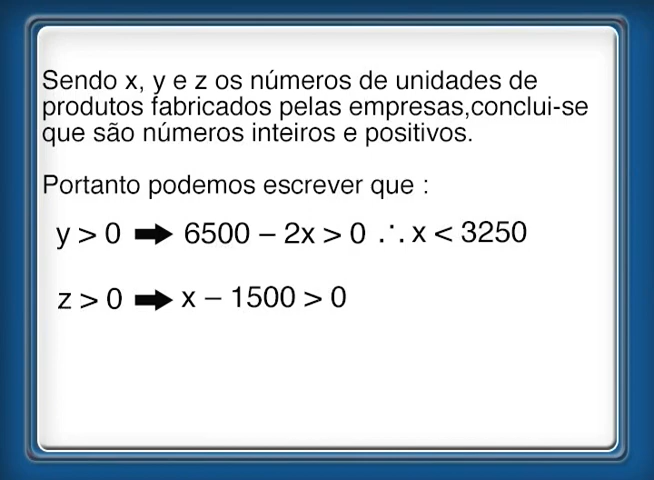 Sendo x, y e z os números de unidades de
produtos fabricados pelas empresas,conclui-se
que são números inteiros e positivos.
Portanto podemos escrever que :
y > 0 ➡ 6500 – 2x > 0 ∴ x < 3250
z > 0 ➡ x – 1500 > 0